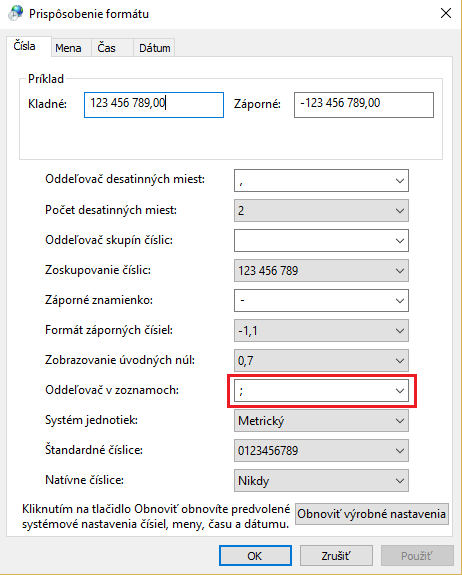 Prispôsobenie formátu
Čísla Mena Čas Dátum
Príklad
Kladné: 123 456 789,00 Záporné: -123 456 789,00
Oddeľovač desatinných miest: ,
Počet desatinných miest: 2
Oddeľovač skupín číslic:
Zoskupovanie číslic: 123 456 789
Záporné znamienko: -
Formát záporných čísiel: -1,1
Zobrazovanie úvodných núl: 0,7
Oddeľovač v zoznamoch: ;
Systém jednotiek: Metrický
Štandardné číslice: 0123456789
Natívne číslice: Nikdy
Kliknutím na tlačidlo Obnoviť obnovíte predvolené
systémové nastavenia čísiel, meny, času a dátumu.
Obnoviť výrobné nastavenia
OK Zrušiť Použiť